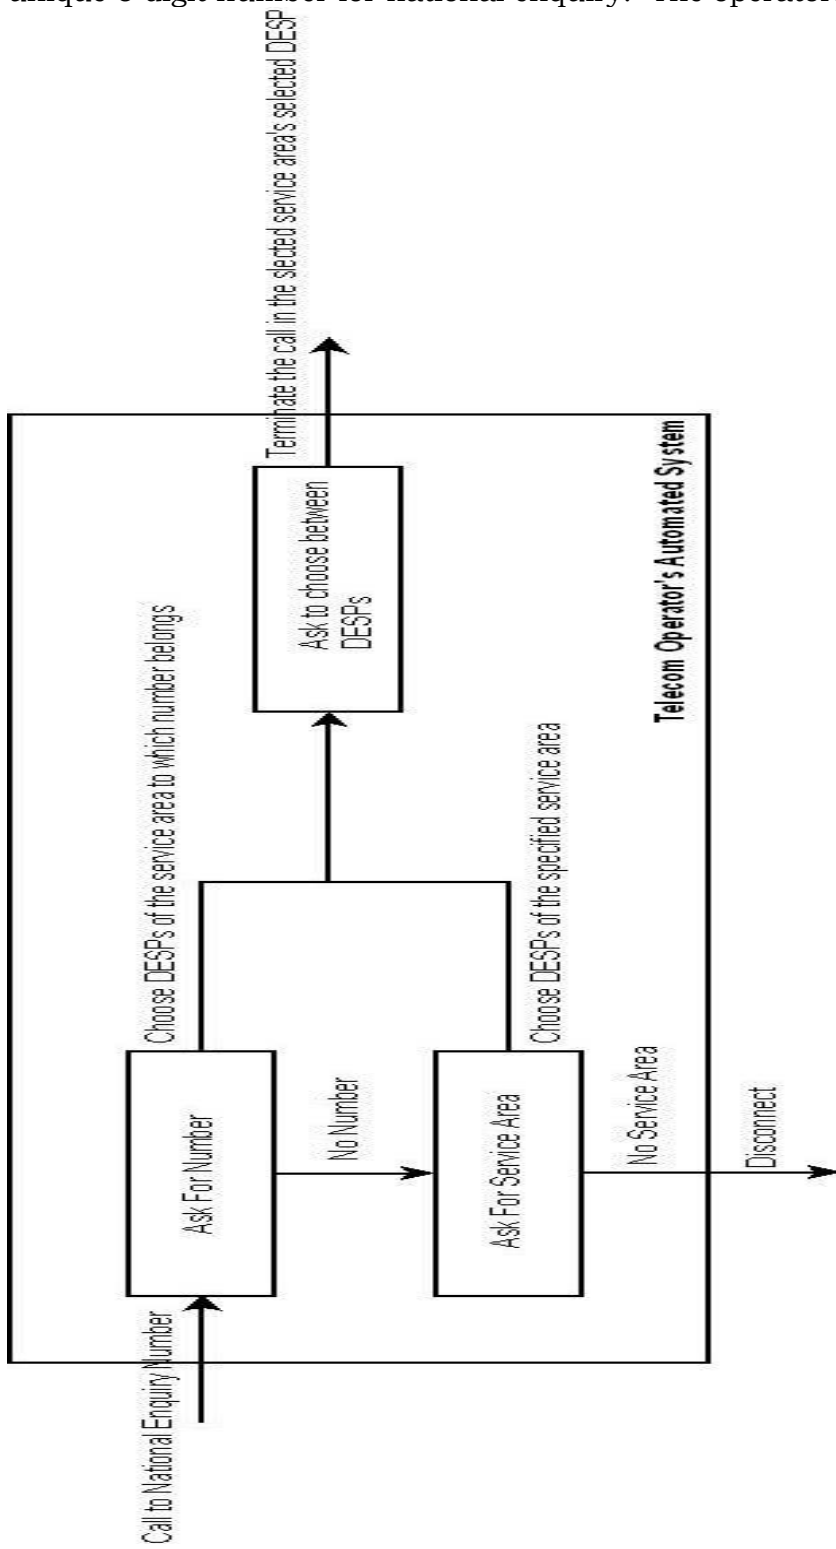 unique digit number for national enquiry. The operator
Call to National Enquiry Number
Ask For Number
Choose DESPs of the service area to which number belongs
No Number
Ask For Service Area
Choose DESPs of the specified service area
No Service Area
Disconnect
Ask to choose between
DESPs
Terminate the call in the slected service area's selected DESP
Telecom Operator's Automated System